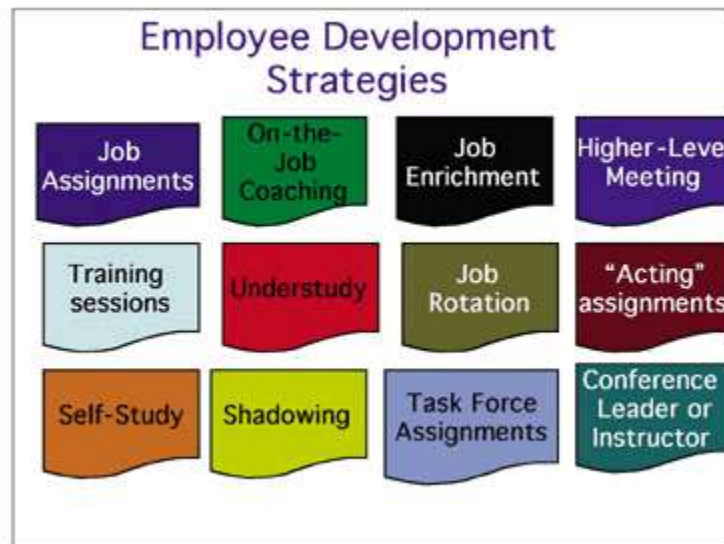 Employee Development
Strategies
Job
Assignments
On-the-
Job
Coaching
Job
Enrichment
Higher-Leve
Meeting
Training
sessions
Understudy
Job
Rotation
“Acting”
assignments
Self-Study
Shadowing
Task Force
Assignments
Conference
Leader or
Instructor